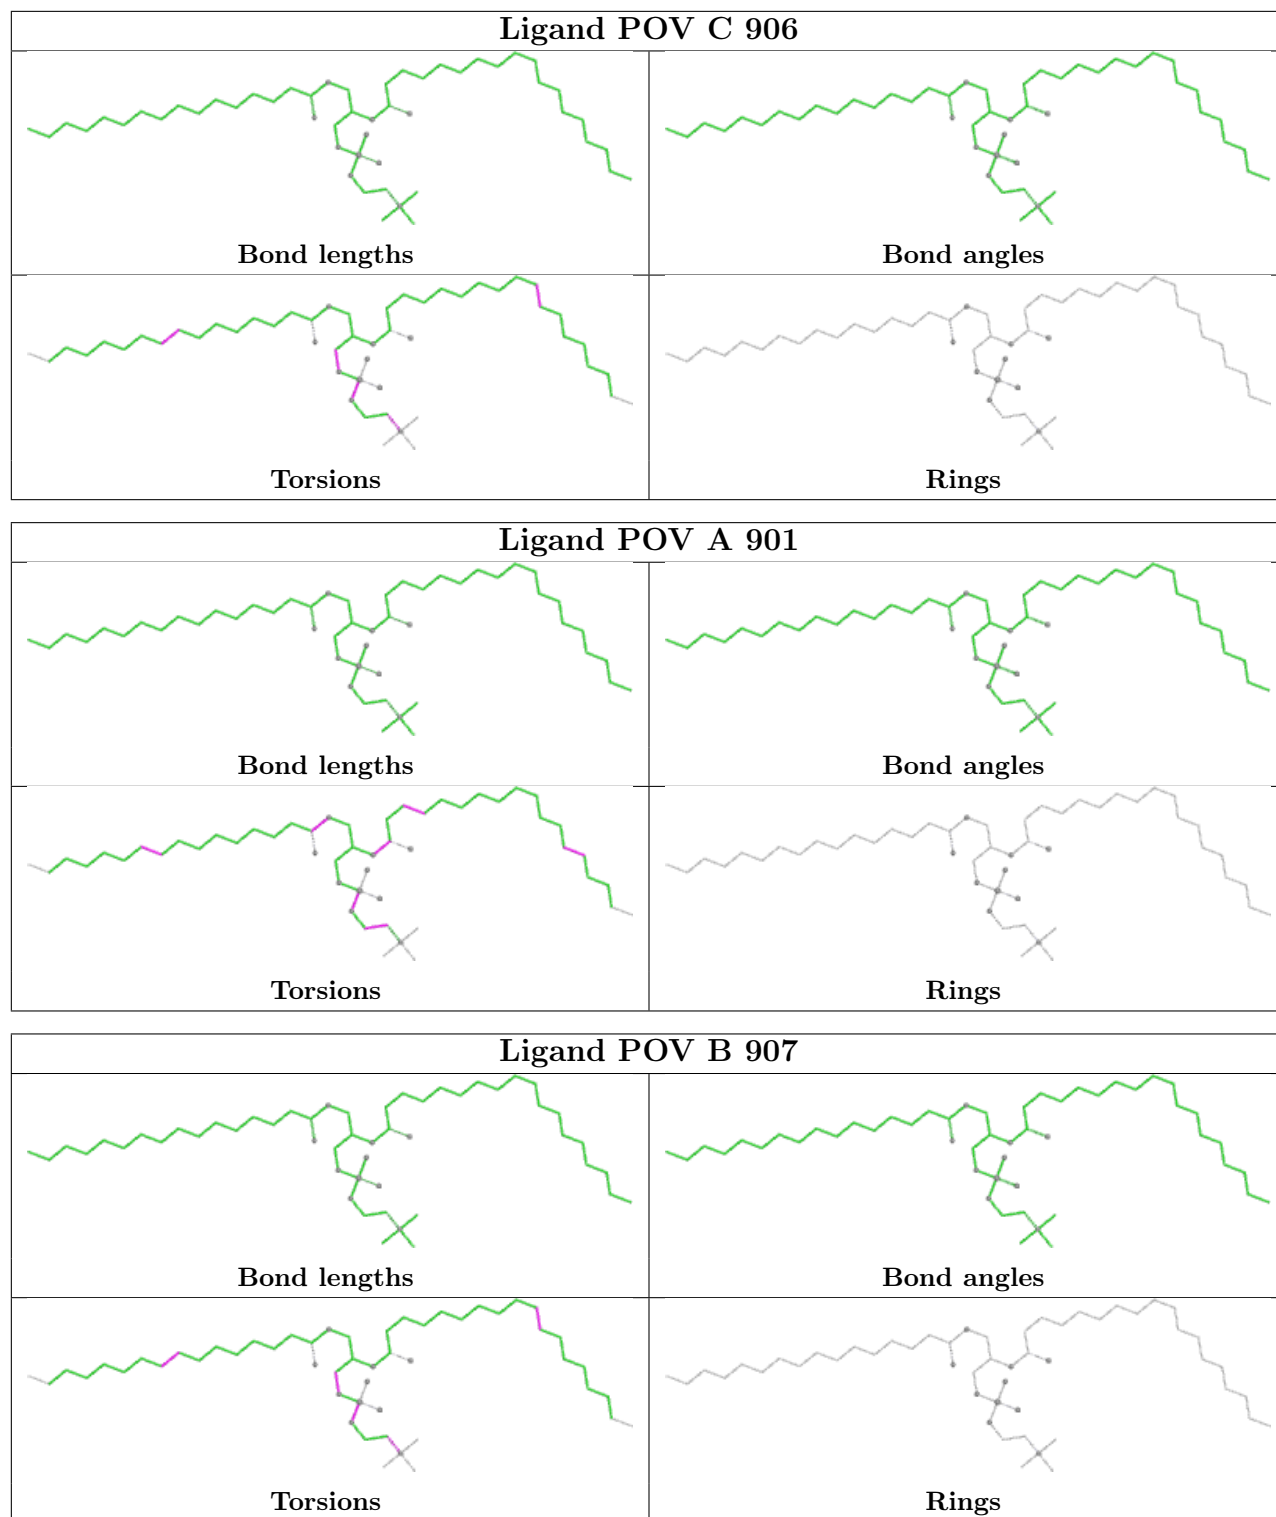 Ligand POV C 906
Bond lengths
Bond angles
Torsions
Rings
Ligand POV A 901
Bond lengths
Bond angles
Torsions
Rings
Ligand POV B 907
Bond lengths
Bond angles
Torsions
Rings